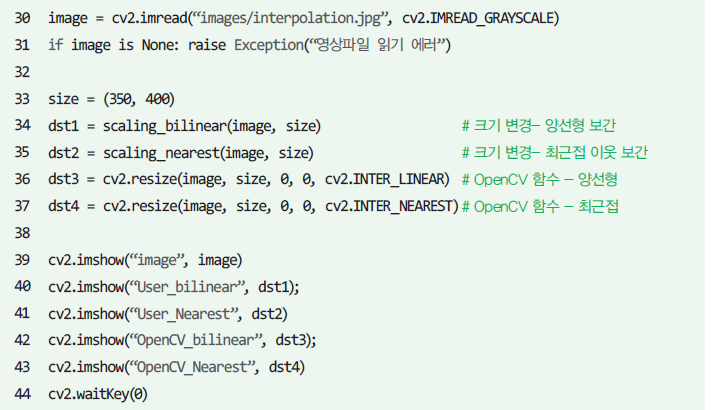 30 image = cv2.imread(“images/interpolation.jpg”, cv2.IMREAD_GRAYSCALE)
31 if image is None: raise Exception(“영상파일 읽기 에러”)
32
33 size = (350, 400)
34 dst1 = scaling_bilinear(image, size) # 크기 변경- 양선형 보간
35 dst2 = scaling_nearest(image, size) # 크기 변경- 최근접 이웃 보간
36 dst3 = cv2.resize(image, size, 0, 0, cv2.INTER_LINEAR) # OpenCV 함수 - 양선형
37 dst4 = cv2.resize(image, size, 0, 0, cv2.INTER_NEAREST) # OpenCV 함수 - 최근접
38
39 cv2.imshow(“image”, image)
40 cv2.imshow(“User_bilinear”, dst1);
41 cv2.imshow(“User_Nearest”, dst2)
42 cv2.imshow(“OpenCV_bilinear”, dst3);
43 cv2.imshow(“OpenCV_Nearest”, dst4)
44 cv2.waitKey(0)